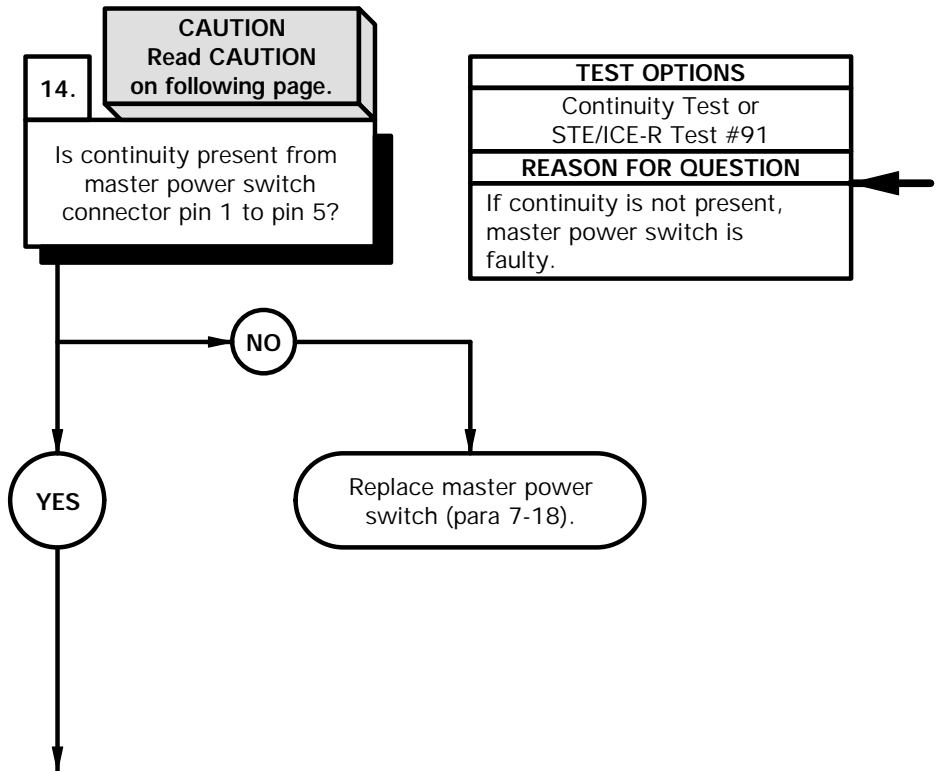 CAUTION
Read CAUTION
on following page.
14.
Is continuity present from
master power switch
connector pin 1 to pin 5?
TEST OPTIONS
Continuity Test or
STE/ICE-R Test #91
REASON FOR QUESTION
If continuity is not present,
master power switch is
faulty.
NO
YES
Replace master power
switch (para 7-18).